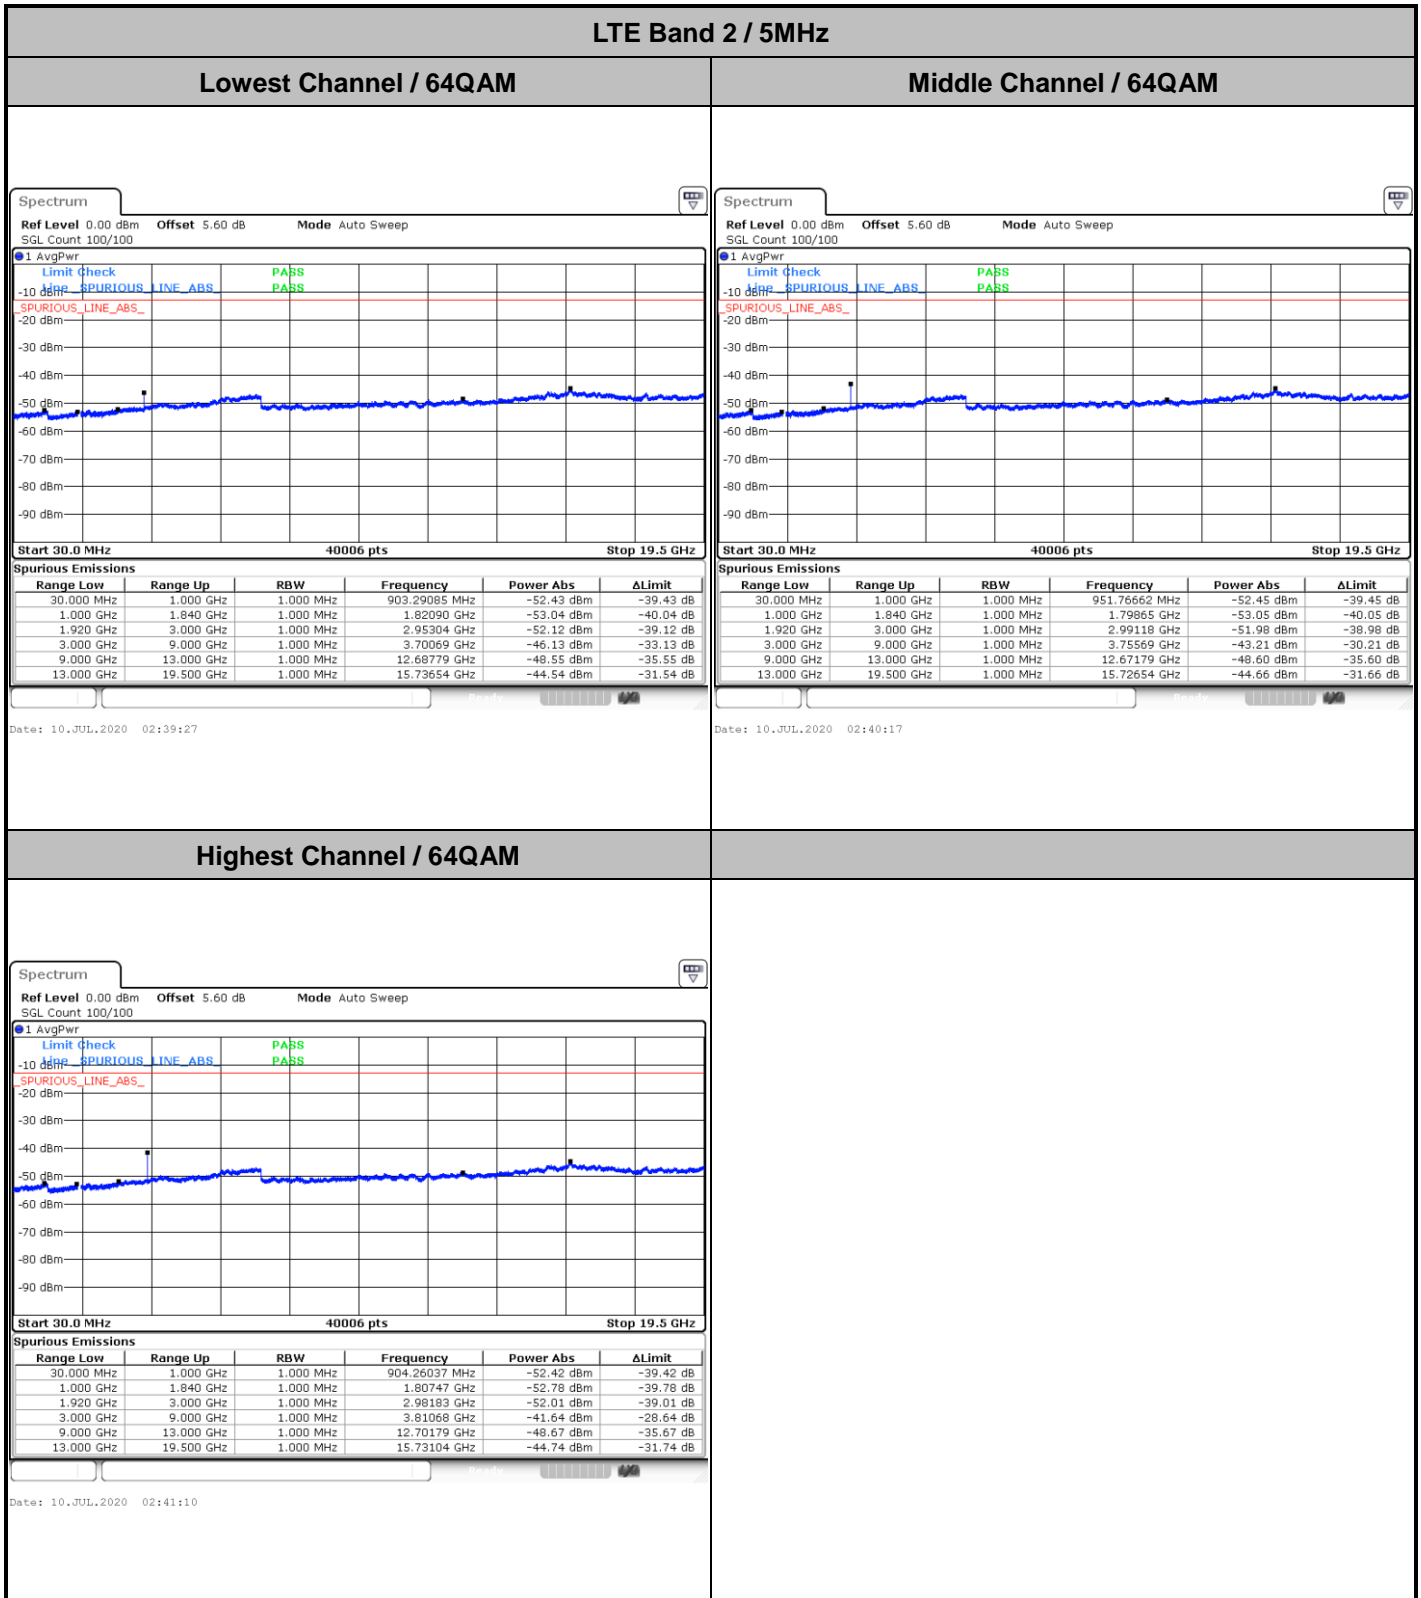 LTE Band 2 / 5MHz
Lowest Channel / 64QAM
Middle Channel / 64QAM
Spectrum
Ref Level 0.00 dBm Offset 5.60 dB Mode Auto Sweep
SGL Count 100/100
1 AvgPwr
Limit Check PASS
Line _SPURIOUS_LINE_ABS_ PASS
-10 dBm
_SPURIOUS_LINE_ABS_
-20 dBm
-30 dBm
-40 dBm
-50 dBm
-60 dBm
-70 dBm
-80 dBm
-90 dBm
Start 30.0 MHz 40006 pts Stop 19.5 GHz
Spurious Emissions
Range Low Range Up RBW Frequency Power Abs ΔLimit
30.000 MHz 1.000 GHz 1.000 MHz 903.29085 MHz -52.43 dBm -39.43 dB
1.000 GHz 1.840 GHz 1.000 MHz 1.82090 GHz -53.04 dBm -40.04 dB
1.920 GHz 3.000 GHz 1.000 MHz 2.95304 GHz -52.12 dBm -39.12 dB
3.000 GHz 9.000 GHz 1.000 MHz 3.70069 GHz -46.13 dBm -33.13 dB
9.000 GHz 13.000 GHz 1.000 MHz 12.68779 GHz -48.55 dBm -35.55 dB
13.000 GHz 19.500 GHz 1.000 MHz 15.73654 GHz -44.54 dBm -31.54 dB
Date: 10.JUL.2020 02:39:27
Spectrum
Ref Level 0.00 dBm Offset 5.60 dB Mode Auto Sweep
SGL Count 100/100
1 AvgPwr
Limit Check PASS
Line _SPURIOUS_LINE_ABS_ PASS
-10 dBm
_SPURIOUS_LINE_ABS_
-20 dBm
-30 dBm
-40 dBm
-50 dBm
-60 dBm
-70 dBm
-80 dBm
-90 dBm
Start 30.0 MHz 40006 pts Stop 19.5 GHz
Spurious Emissions
Range Low Range Up RBW Frequency Power Abs ΔLimit
30.000 MHz 1.000 GHz 1.000 MHz 951.76662 MHz -52.45 dBm -39.45 dB
1.000 GHz 1.840 GHz 1.000 MHz 1.79865 GHz -53.05 dBm -40.05 dB
1.920 GHz 3.000 GHz 1.000 MHz 2.99118 GHz -51.98 dBm -38.98 dB
3.000 GHz 9.000 GHz 1.000 MHz 3.75569 GHz -43.21 dBm -30.21 dB
9.000 GHz 13.000 GHz 1.000 MHz 12.67179 GHz -48.60 dBm -35.60 dB
13.000 GHz 19.500 GHz 1.000 MHz 15.72654 GHz -44.66 dBm -31.66 dB
Date: 10.JUL.2020 02:40:17
Highest Channel / 64QAM
Spectrum
Ref Level 0.00 dBm Offset 5.60 dB Mode Auto Sweep
SGL Count 100/100
1 AvgPwr
Limit Check PASS
Line _SPURIOUS_LINE_ABS_ PASS
-10 dBm
_SPURIOUS_LINE_ABS_
-20 dBm
-30 dBm
-40 dBm
-50 dBm
-60 dBm
-70 dBm
-80 dBm
-90 dBm
Start 30.0 MHz 40006 pts Stop 19.5 GHz
Spurious Emissions
Range Low Range Up RBW Frequency Power Abs ΔLimit
30.000 MHz 1.000 GHz 1.000 MHz 904.26037 MHz -52.42 dBm -39.42 dB
1.000 GHz 1.840 GHz 1.000 MHz 1.80747 GHz -52.78 dBm -39.78 dB
1.920 GHz 3.000 GHz 1.000 MHz 2.98183 GHz -52.01 dBm -39.01 dB
3.000 GHz 9.000 GHz 1.000 MHz 3.81068 GHz -41.64 dBm -28.64 dB
9.000 GHz 13.000 GHz 1.000 MHz 12.70179 GHz -48.67 dBm -35.67 dB
13.000 GHz 19.500 GHz 1.000 MHz 15.73104 GHz -44.74 dBm -31.74 dB
Date: 10.JUL.2020 02:41:10